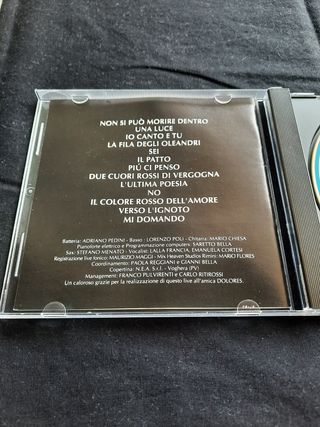 NON SI PUÒ MORIRE DENTRO
UNA LUCE
IO CANTO E TU
LA FILA DEGLI OLEANDRI
SEI
IL PATTO
PIÚ CI PENSO
DUE CUORI ROSSI DI VERGOGNA
L'ULTIMA POESIA
NO
IL COLORE ROSSO DELL'AMORE
VERSO L'IGNOTO
MI DOMANDO
Batteria: ADRIANO PEDINI - Basso: LORENZO POLI - Chitarra: MARIO CHIESA
Pianoforte elettrico e Programmazione computers: SARETTO BELLA
Sax: STEFANO MENATO - Vocalist: LALLA FRANCIA, EMANUELA CORTESI
Registrazione live fonico: MAURIZIO MAGGI - Mix Heaven Studios Rimini: MARIO FLORES
Coordinamento: PAOLA REGGIANI e GIANNI BELLA
Copertina: N.E.A. S.r.l. - Voghera (PV)
Management: FRANCO PULVIRENTI e CARLO RITIROSSI
Un caloroso grazie per la realizzazione di questo live all'amica DOLORES.